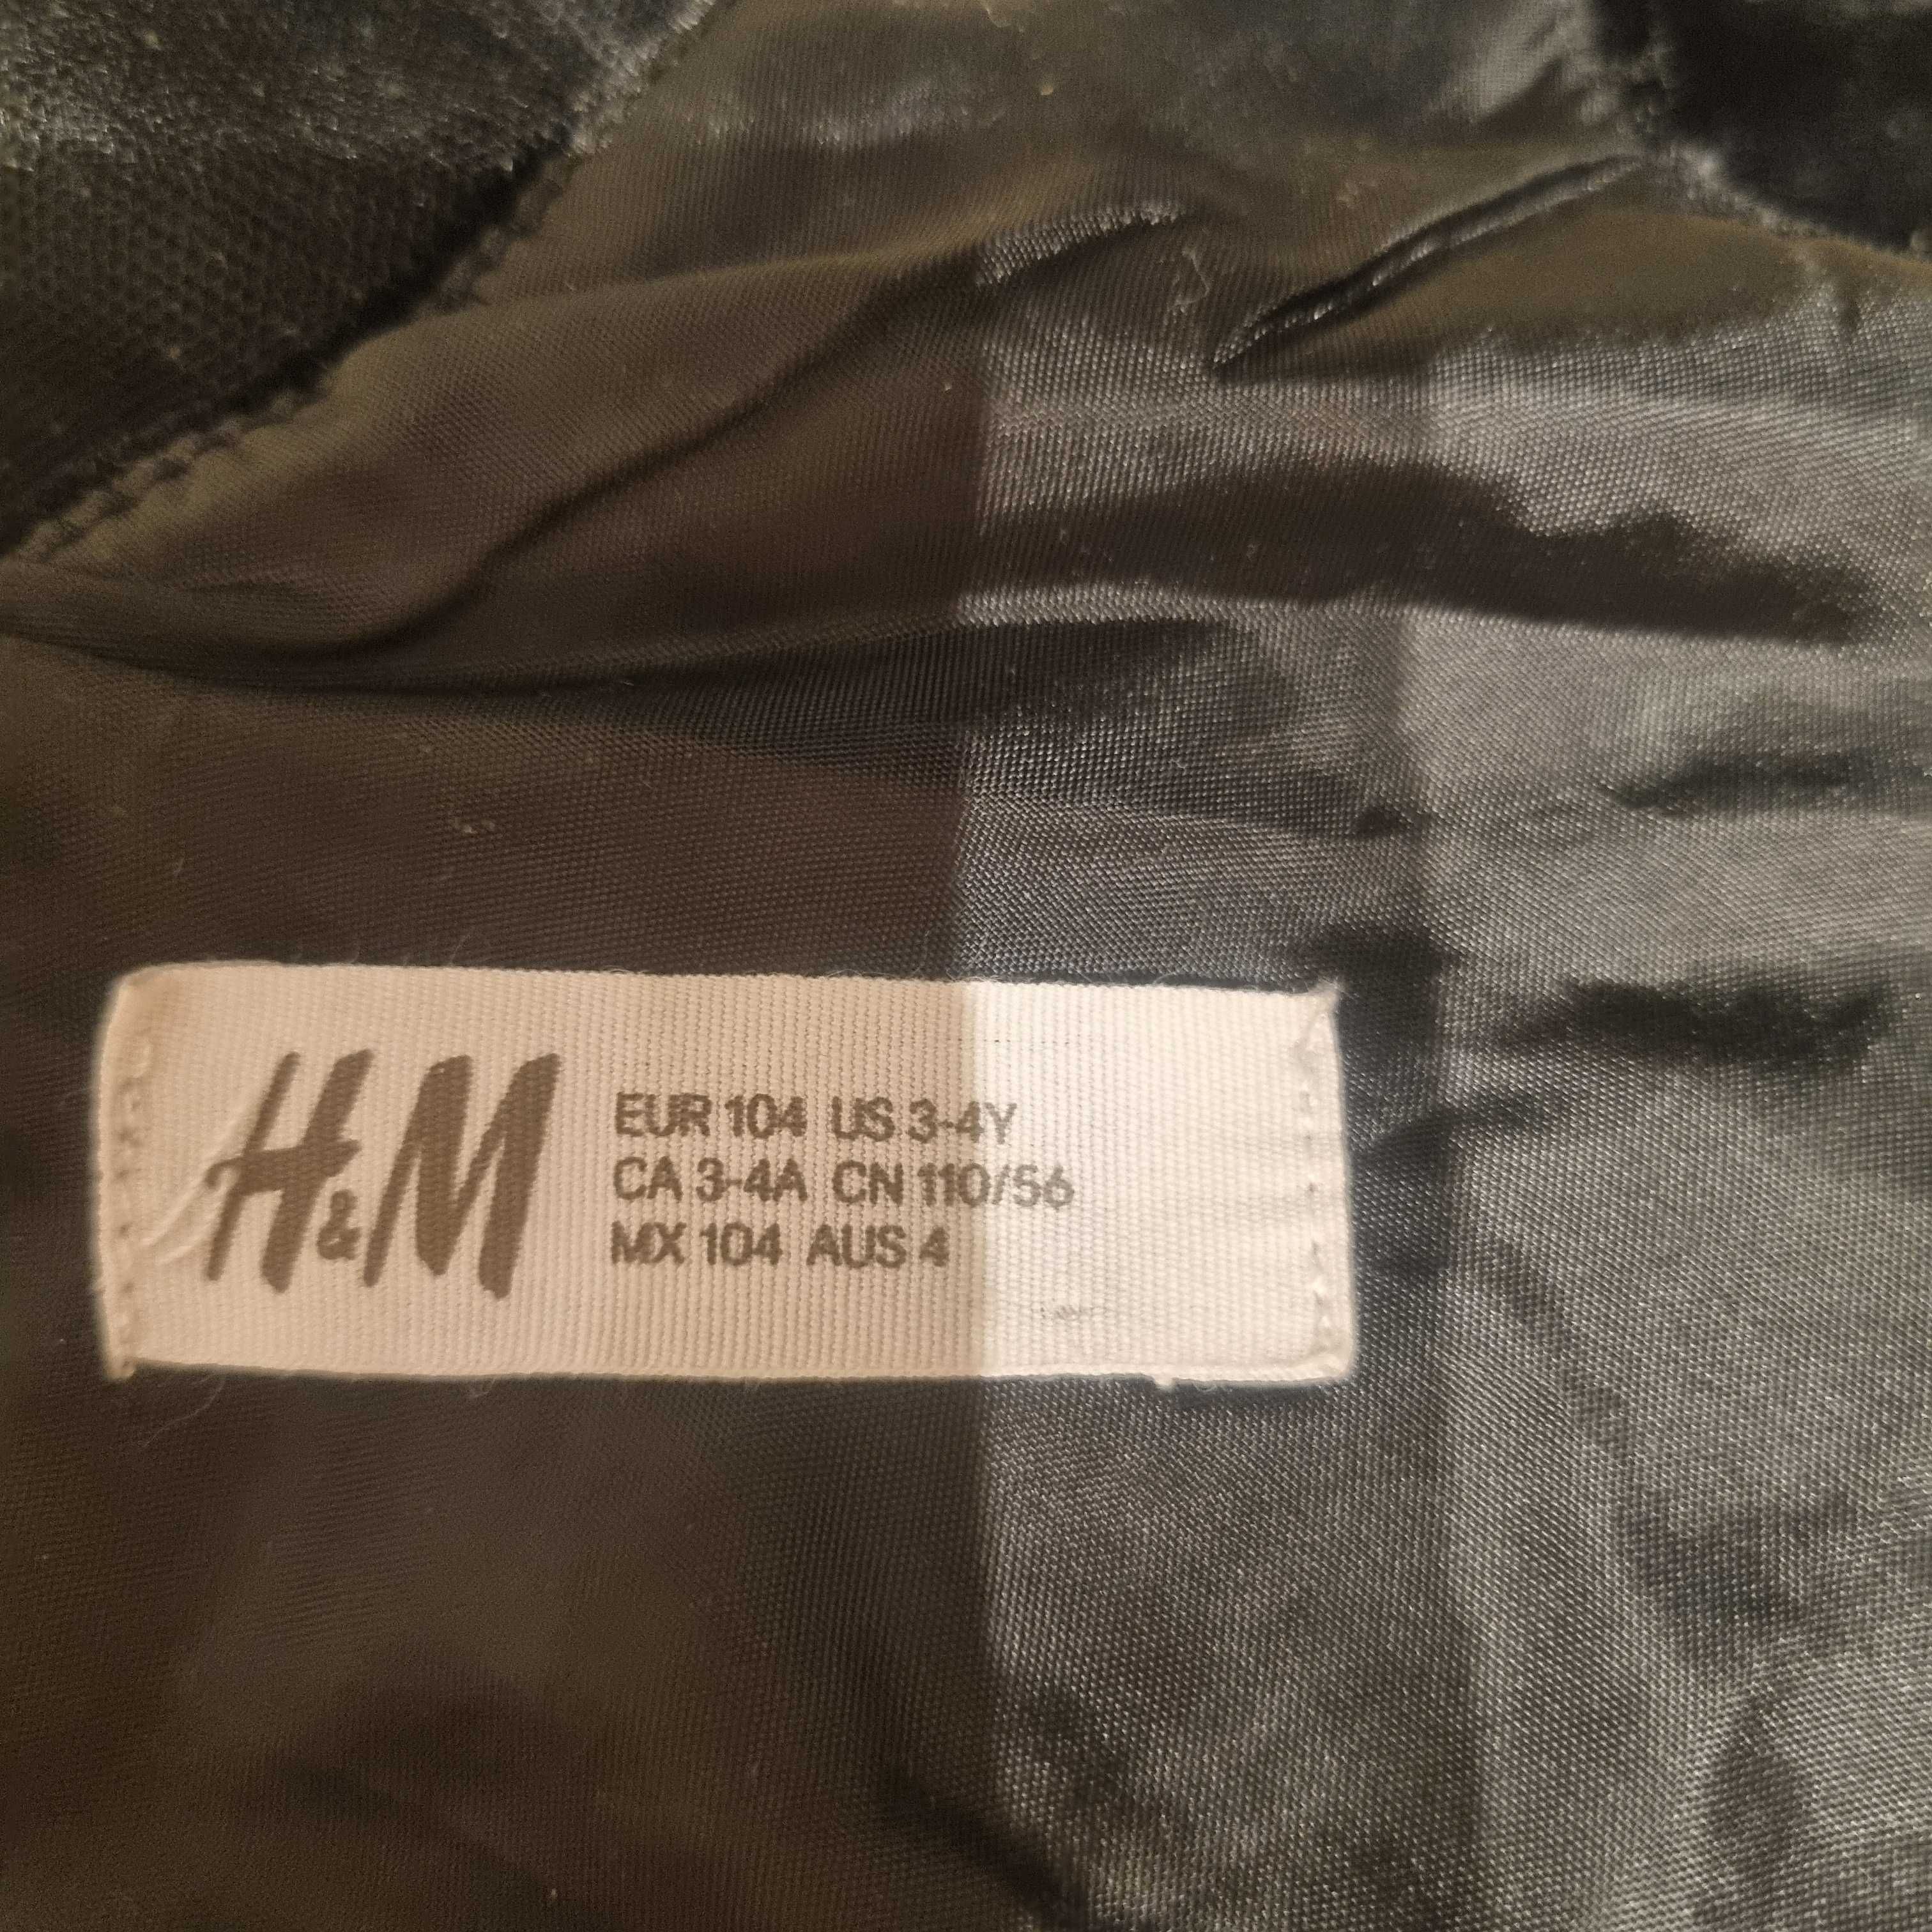 H&M
EUR 104 US 3-4Y
CA 3-4A CN 110/56
MX 104 AUS 4